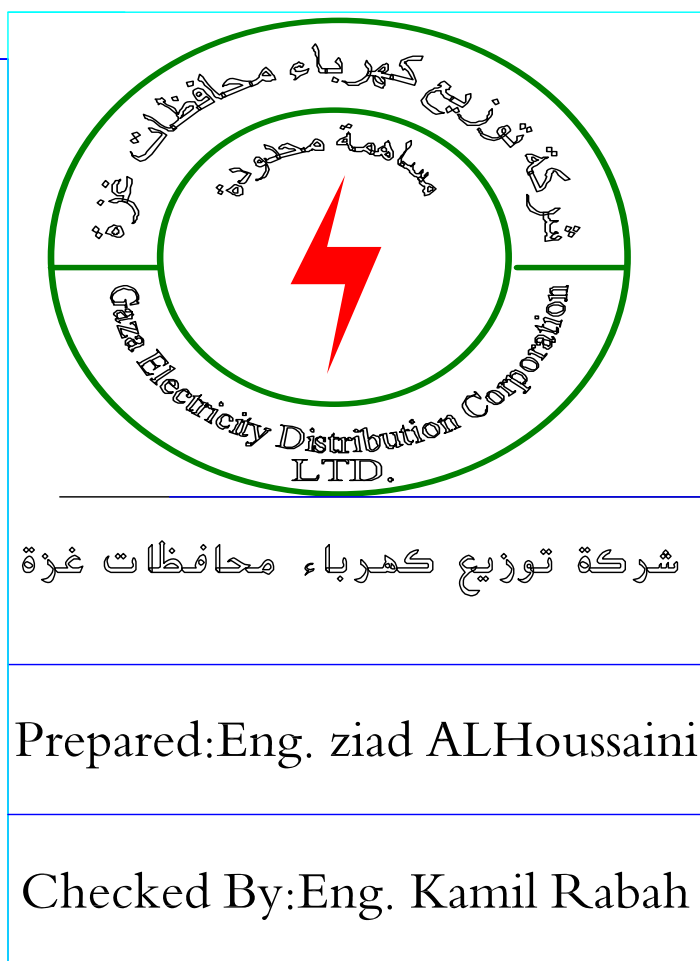 شركة توزيع كهرباء محافظات غزة
مساهمة محدودة
Gaza Electricity Distribution Corporation
LTD.
شركة توزيع كهرباء محافظات غزة
Prepared:Eng. ziad ALHoussaini
Checked By:Eng. Kamil Rabah